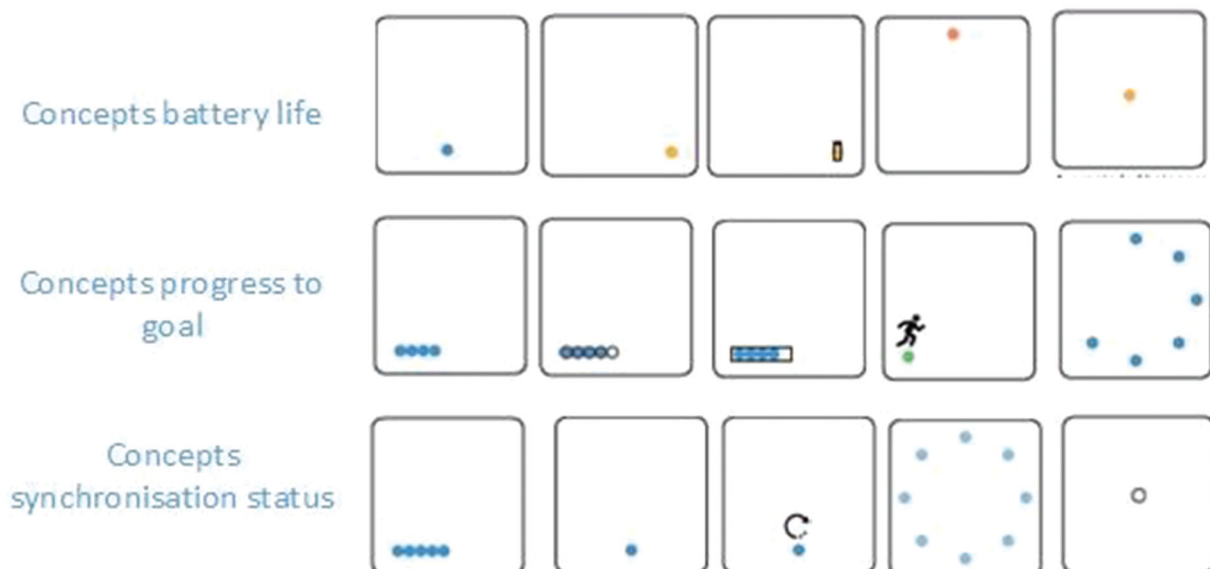 Concepts battery life
Concepts progress to
goal
Concepts
synchronisation status